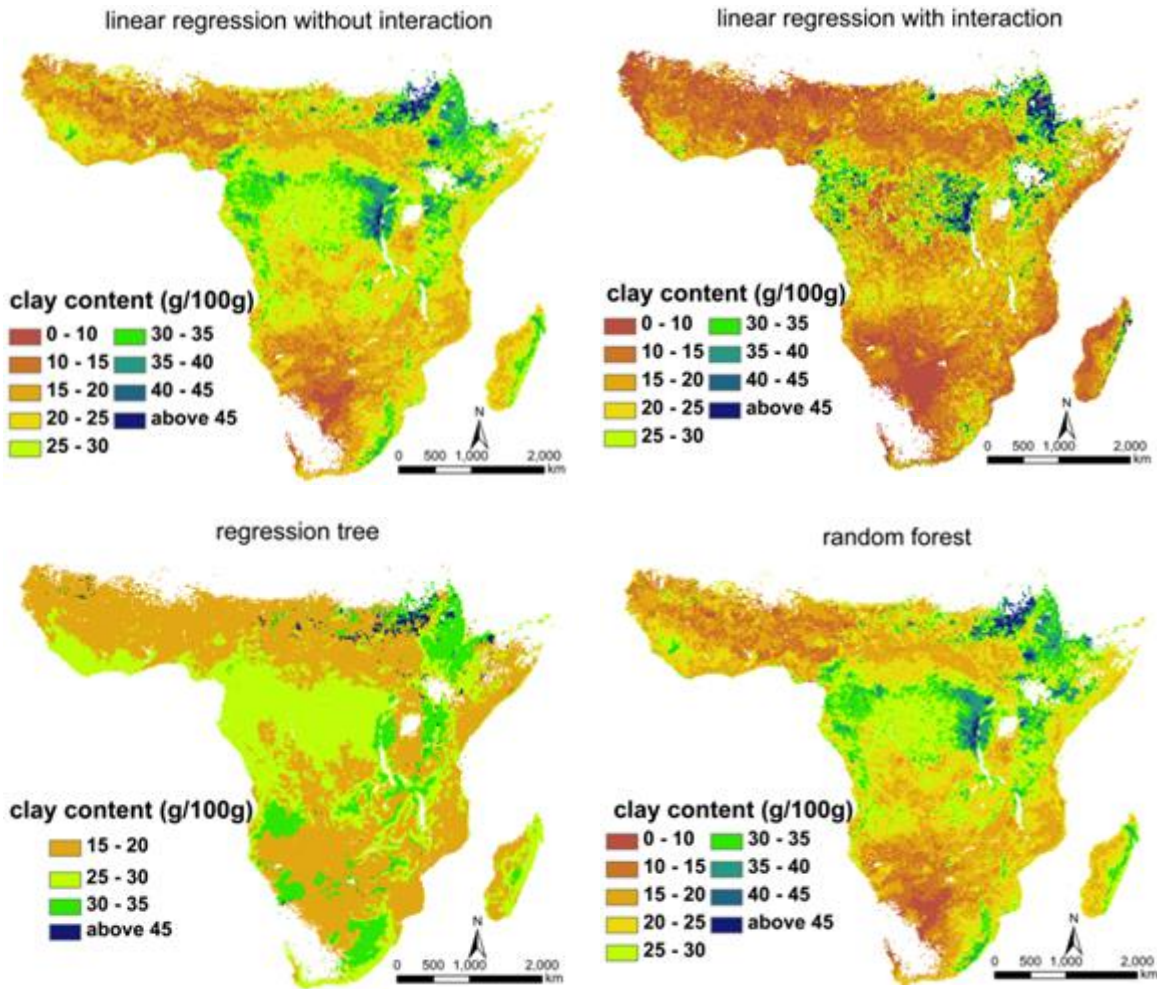 linear regression without interaction
clay content (g/100g)
0 - 10 30 - 35
10 - 15 35 - 40
15 - 20 40 - 45
20 - 25 above 45
25 - 30
N
0 500 1,000 2,000
km
linear regression with interaction
clay content (g/100g)
0 - 10 30 - 35
10 - 15 35 - 40
15 - 20 40 - 45
20 - 25 above 45
25 - 30
N
0 500 1,000 2,000
km
regression tree
clay content (g/100g)
15 - 20
25 - 30
30 - 35
above 45
N
0 500 1,000 2,000
km
random forest
clay content (g/100g)
0 - 10 30 - 35
10 - 15 35 - 40
15 - 20 40 - 45
20 - 25 above 45
25 - 30
N
0 500 1,000 2,000
km